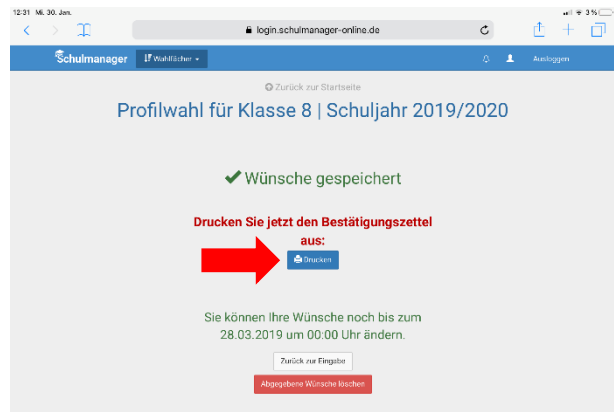 12:31 Mi. 30. Jan.
3 %
login.schulmanager-online.de
Schulmanager Wahlfächer Ausloggen
Zurück zur Startseite
Profilwahl für Klasse 8 | Schuljahr 2019/2020
Wünsche gespeichert
Drucken Sie jetzt den Bestätigungszettel
aus:
Drucken
Sie können Ihre Wünsche noch bis zum
28.03.2019 um 00:00 Uhr ändern.
Zurück zur Eingabe
Abgegebene Wünsche löschen